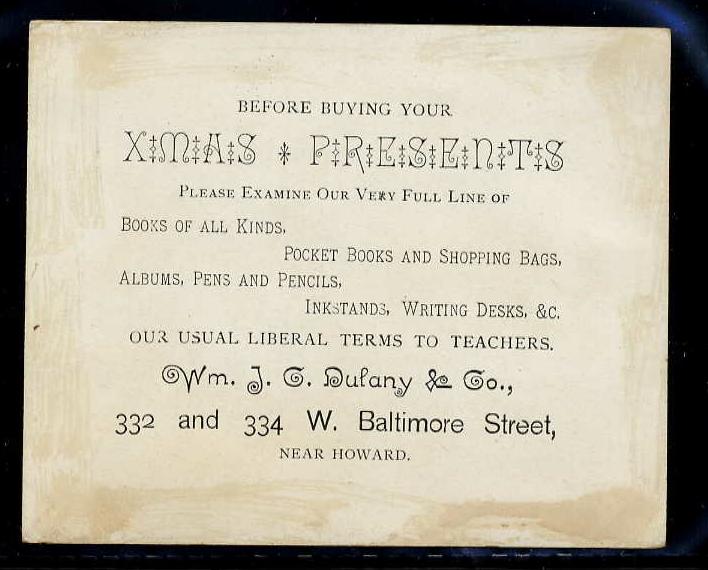 BEFORE BUYING YOUR
X·M·A·S * P·R·E·S·E·N·T·S
PLEASE EXAMINE OUR VERY FULL LINE OF
BOOKS OF ALL KINDS,
POCKET BOOKS AND SHOPPING BAGS,
ALBUMS, PENS AND PENCILS,
INKSTANDS, WRITING DESKS, &C.
OUR USUAL LIBERAL TERMS TO TEACHERS.
Wm. J. C. Dulany & Co.,
332 and 334 W. Baltimore Street,
NEAR HOWARD.